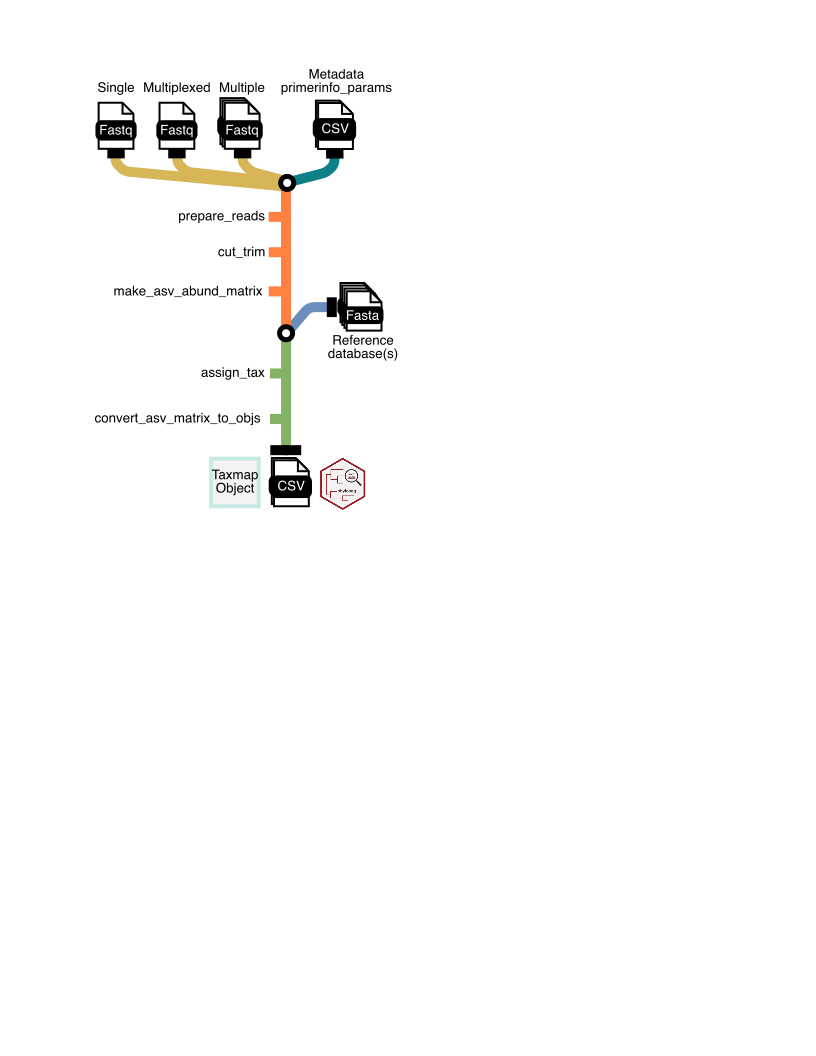 Metadata
Single Multiplexed Multiple primerinfo_params
Fastq Fastq Fastq CSV
prepare_reads
cut_trim
make_asv_abund_matrix
Fasta
Reference
database(s)
assign_tax
convert_asv_matrix_to_objs
Taxmap
Object
CSV